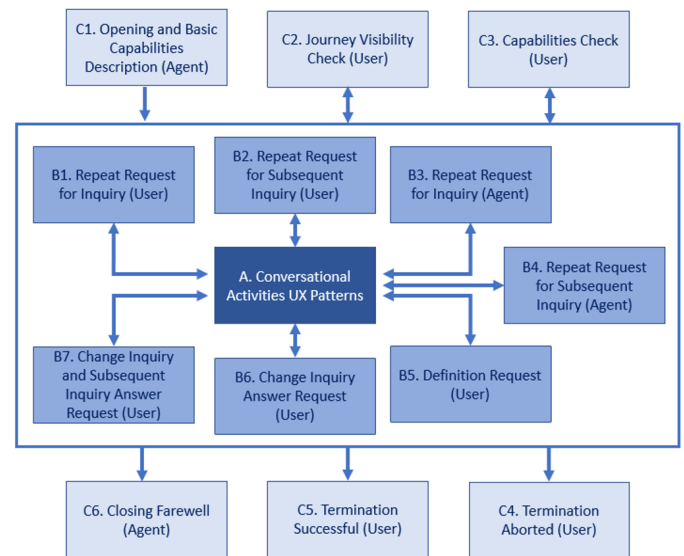 C1. Opening and Basic
Capabilities
Description (Agent)
C2. Journey Visibility
Check (User)
C3. Capabilities Check
(User)
B1. Repeat Request
for Inquiry (User)
B2. Repeat Request
for Subsequent
Inquiry (User)
B3. Repeat Request
for Inquiry (Agent)
A. Conversational
Activities UX Patterns
B4. Repeat Request
for Subsequent
Inquiry (Agent)
B7. Change Inquiry
and Subsequent
Inquiry Answer
Request (User)
B6. Change Inquiry
Answer Request
(User)
B5. Definition Request
(User)
C6. Closing Farewell
(Agent)
C5. Termination
Successful (User)
C4. Termination
Aborted (User)